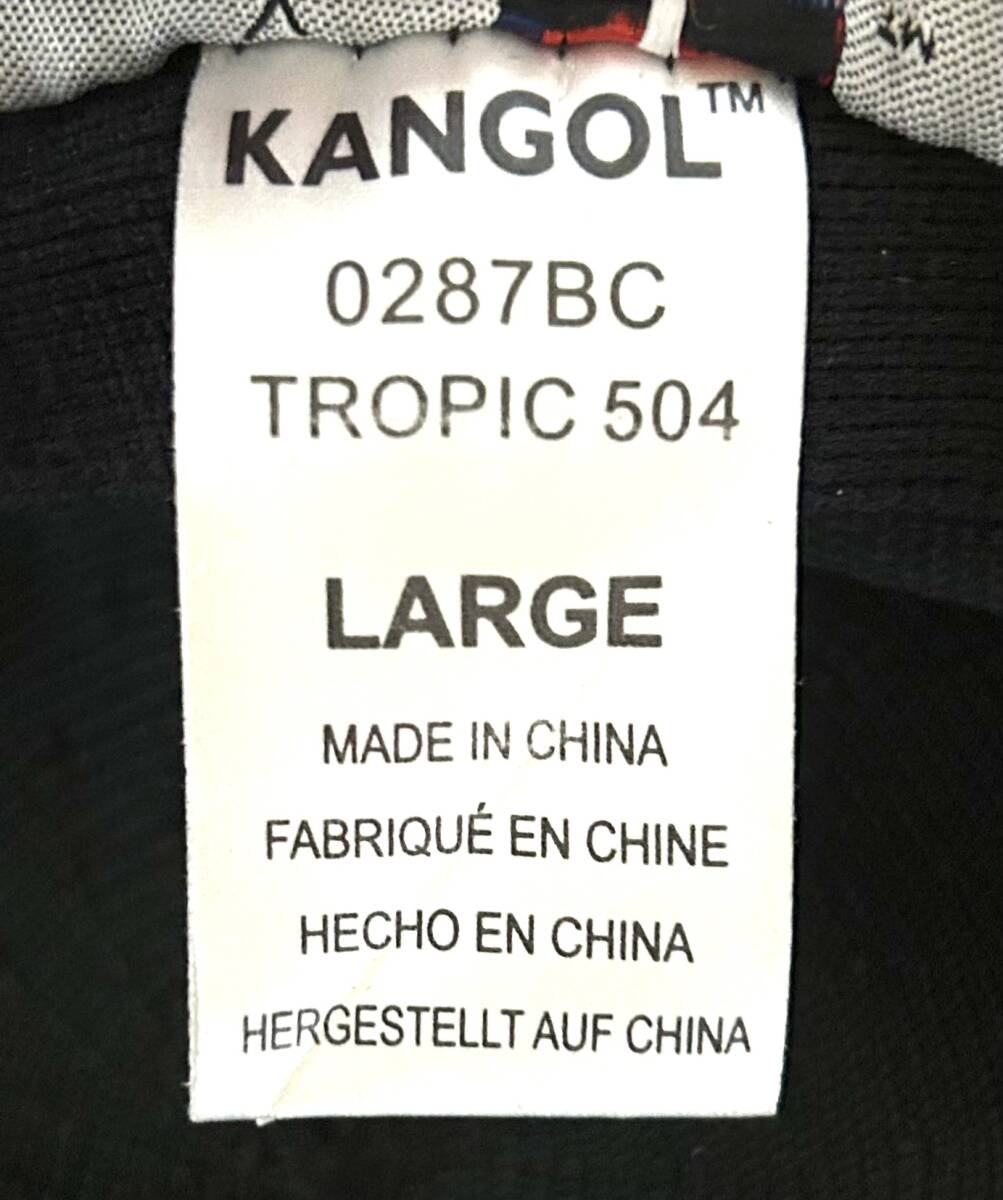 KANGOL™
0287BC
TROPIC 504
LARGE
MADE IN CHINA
FABRIQUÉ EN CHINE
HECHO EN CHINA
HERGESTELLT AUF CHINA